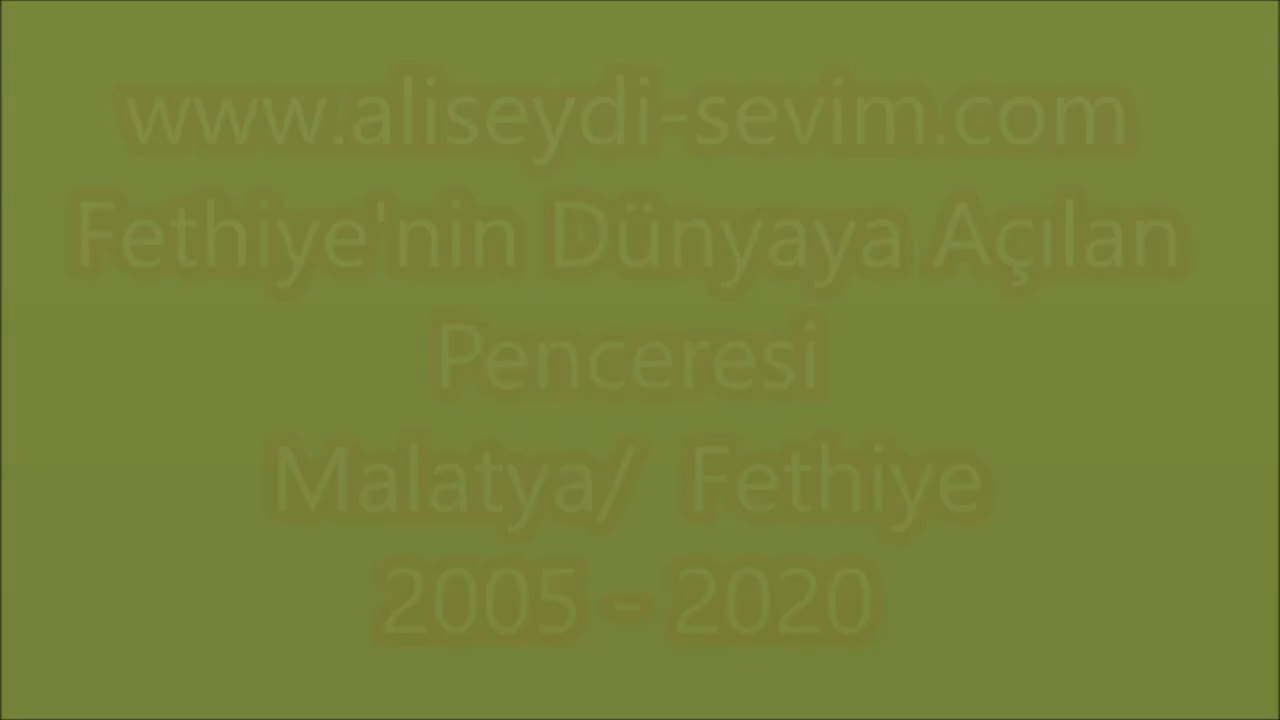 www.aliseydi-sevim.com
Fethiye'nin Dünyaya Açılan
Penceresi
Malatya/  Fethiye
2005 - 2020